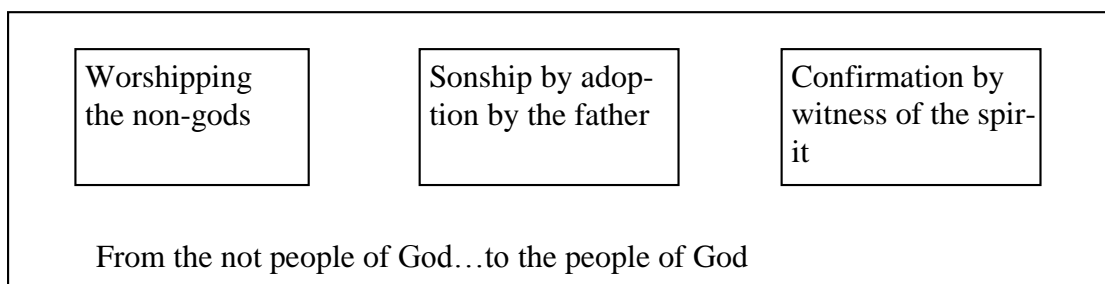 Worshipping
the non-gods
Sonship by adop-
tion by the father
Confirmation by
witness of the spir-
it
From the not people of God…to the people of God